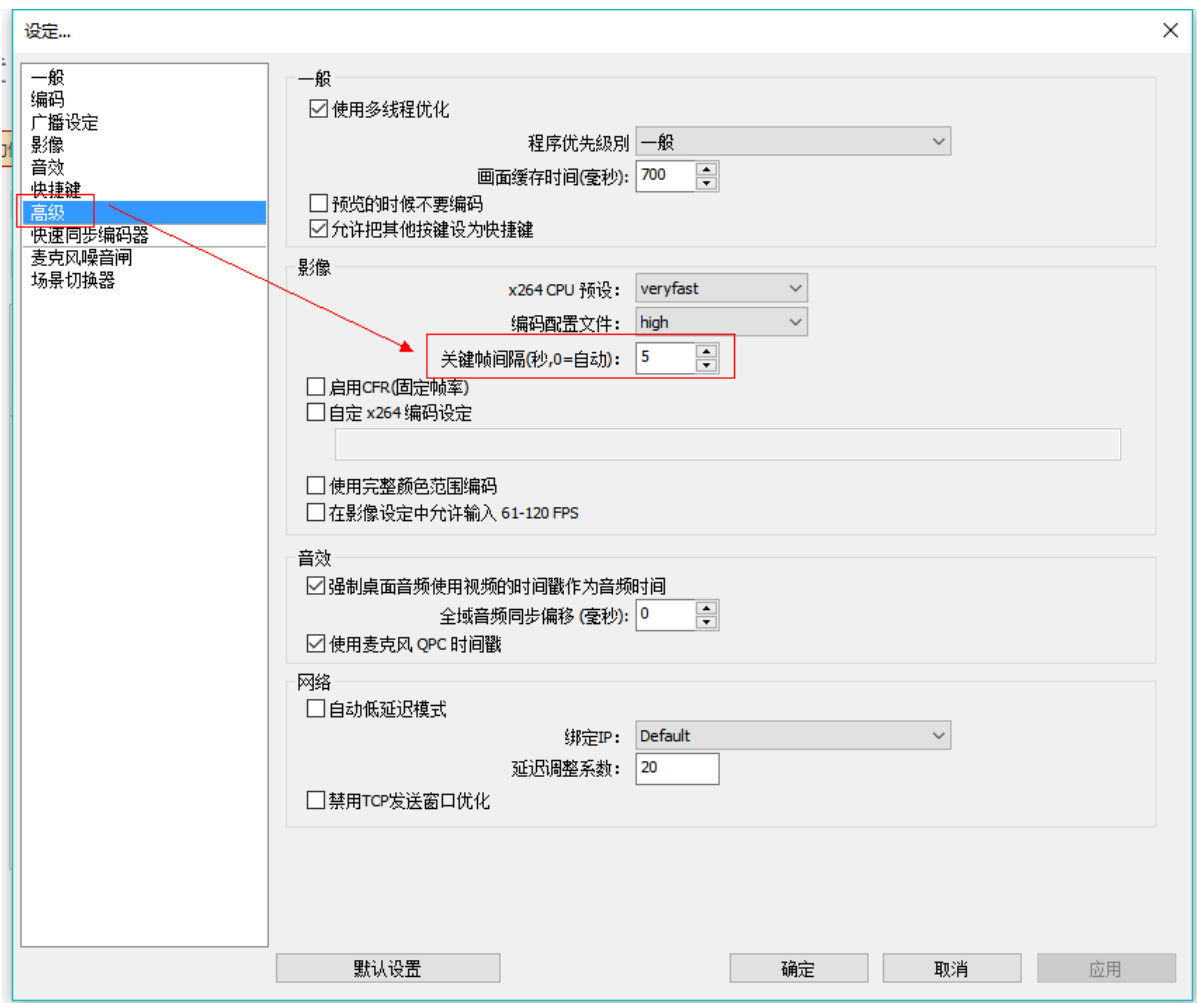 设定...
一般
编码
广播设定
影像
音效
快捷键
高级
快速同步编码器
麦克风噪音闸
场景切换器
一般
使用多线程优化
程序优先级别 一般
画面缓存时间(毫秒): 700
预览的时候不要编码
允许把其他按键设为快捷键
影像
x264 CPU 预设: veryfast
编码配置文件: high
关键帧间隔(秒,0=自动): 5
启用CFR(固定帧率)
自定 x264 编码设定
使用完整颜色范围编码
在影像设定中允许输入 61-120 FPS
音效
强制桌面音频使用视频的时间戳作为音频时间
全域音频同步偏移 (毫秒): 0
使用麦克风 QPC 时间戳
网络
自动低延迟模式
绑定IP: Default
延迟调整系数: 20
禁用TCP发送窗口优化
默认设置 确定 取消 应用